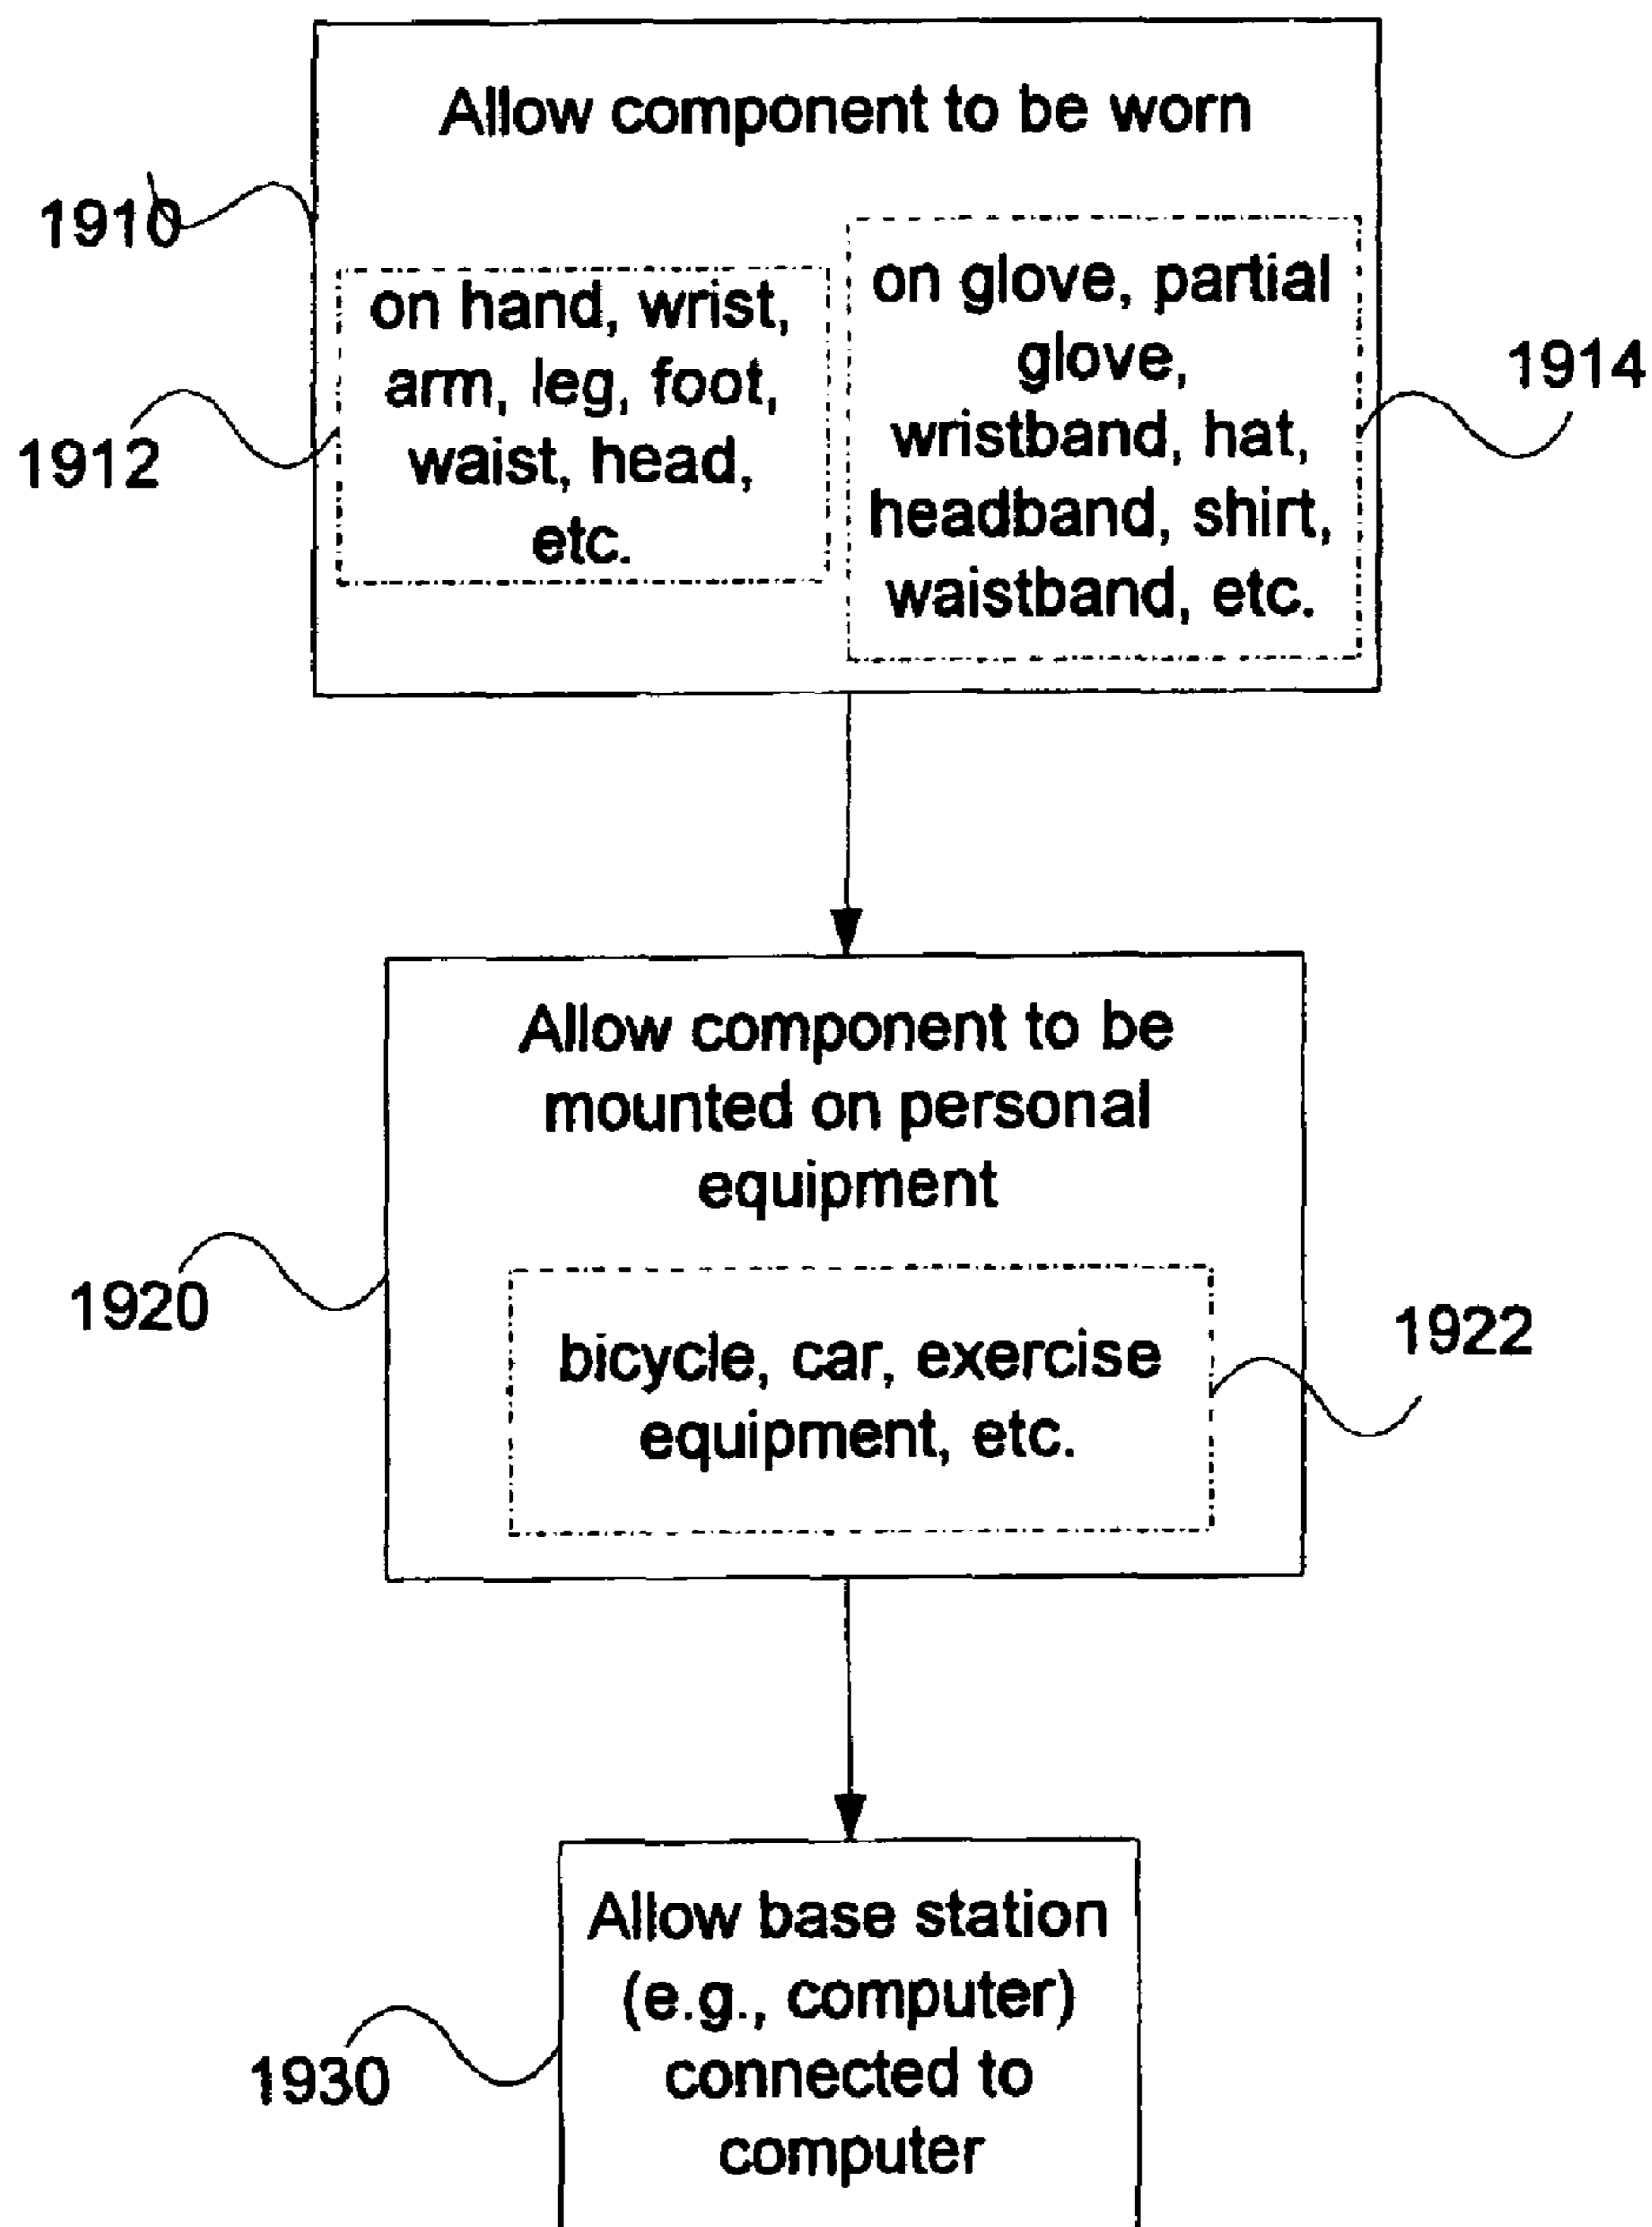 Allow component to be worn
1910
on hand, wrist,
arm, leg, foot,
waist, head,
etc.
1912
on glove, partial
glove,
wristband, hat,
headband, shirt,
waistband, etc.
1914
Allow component to be
mounted on personal
equipment
1920
bicycle, car, exercise
equipment, etc.
1922
Allow base station
(e.g., computer)
connected to
computer
1930